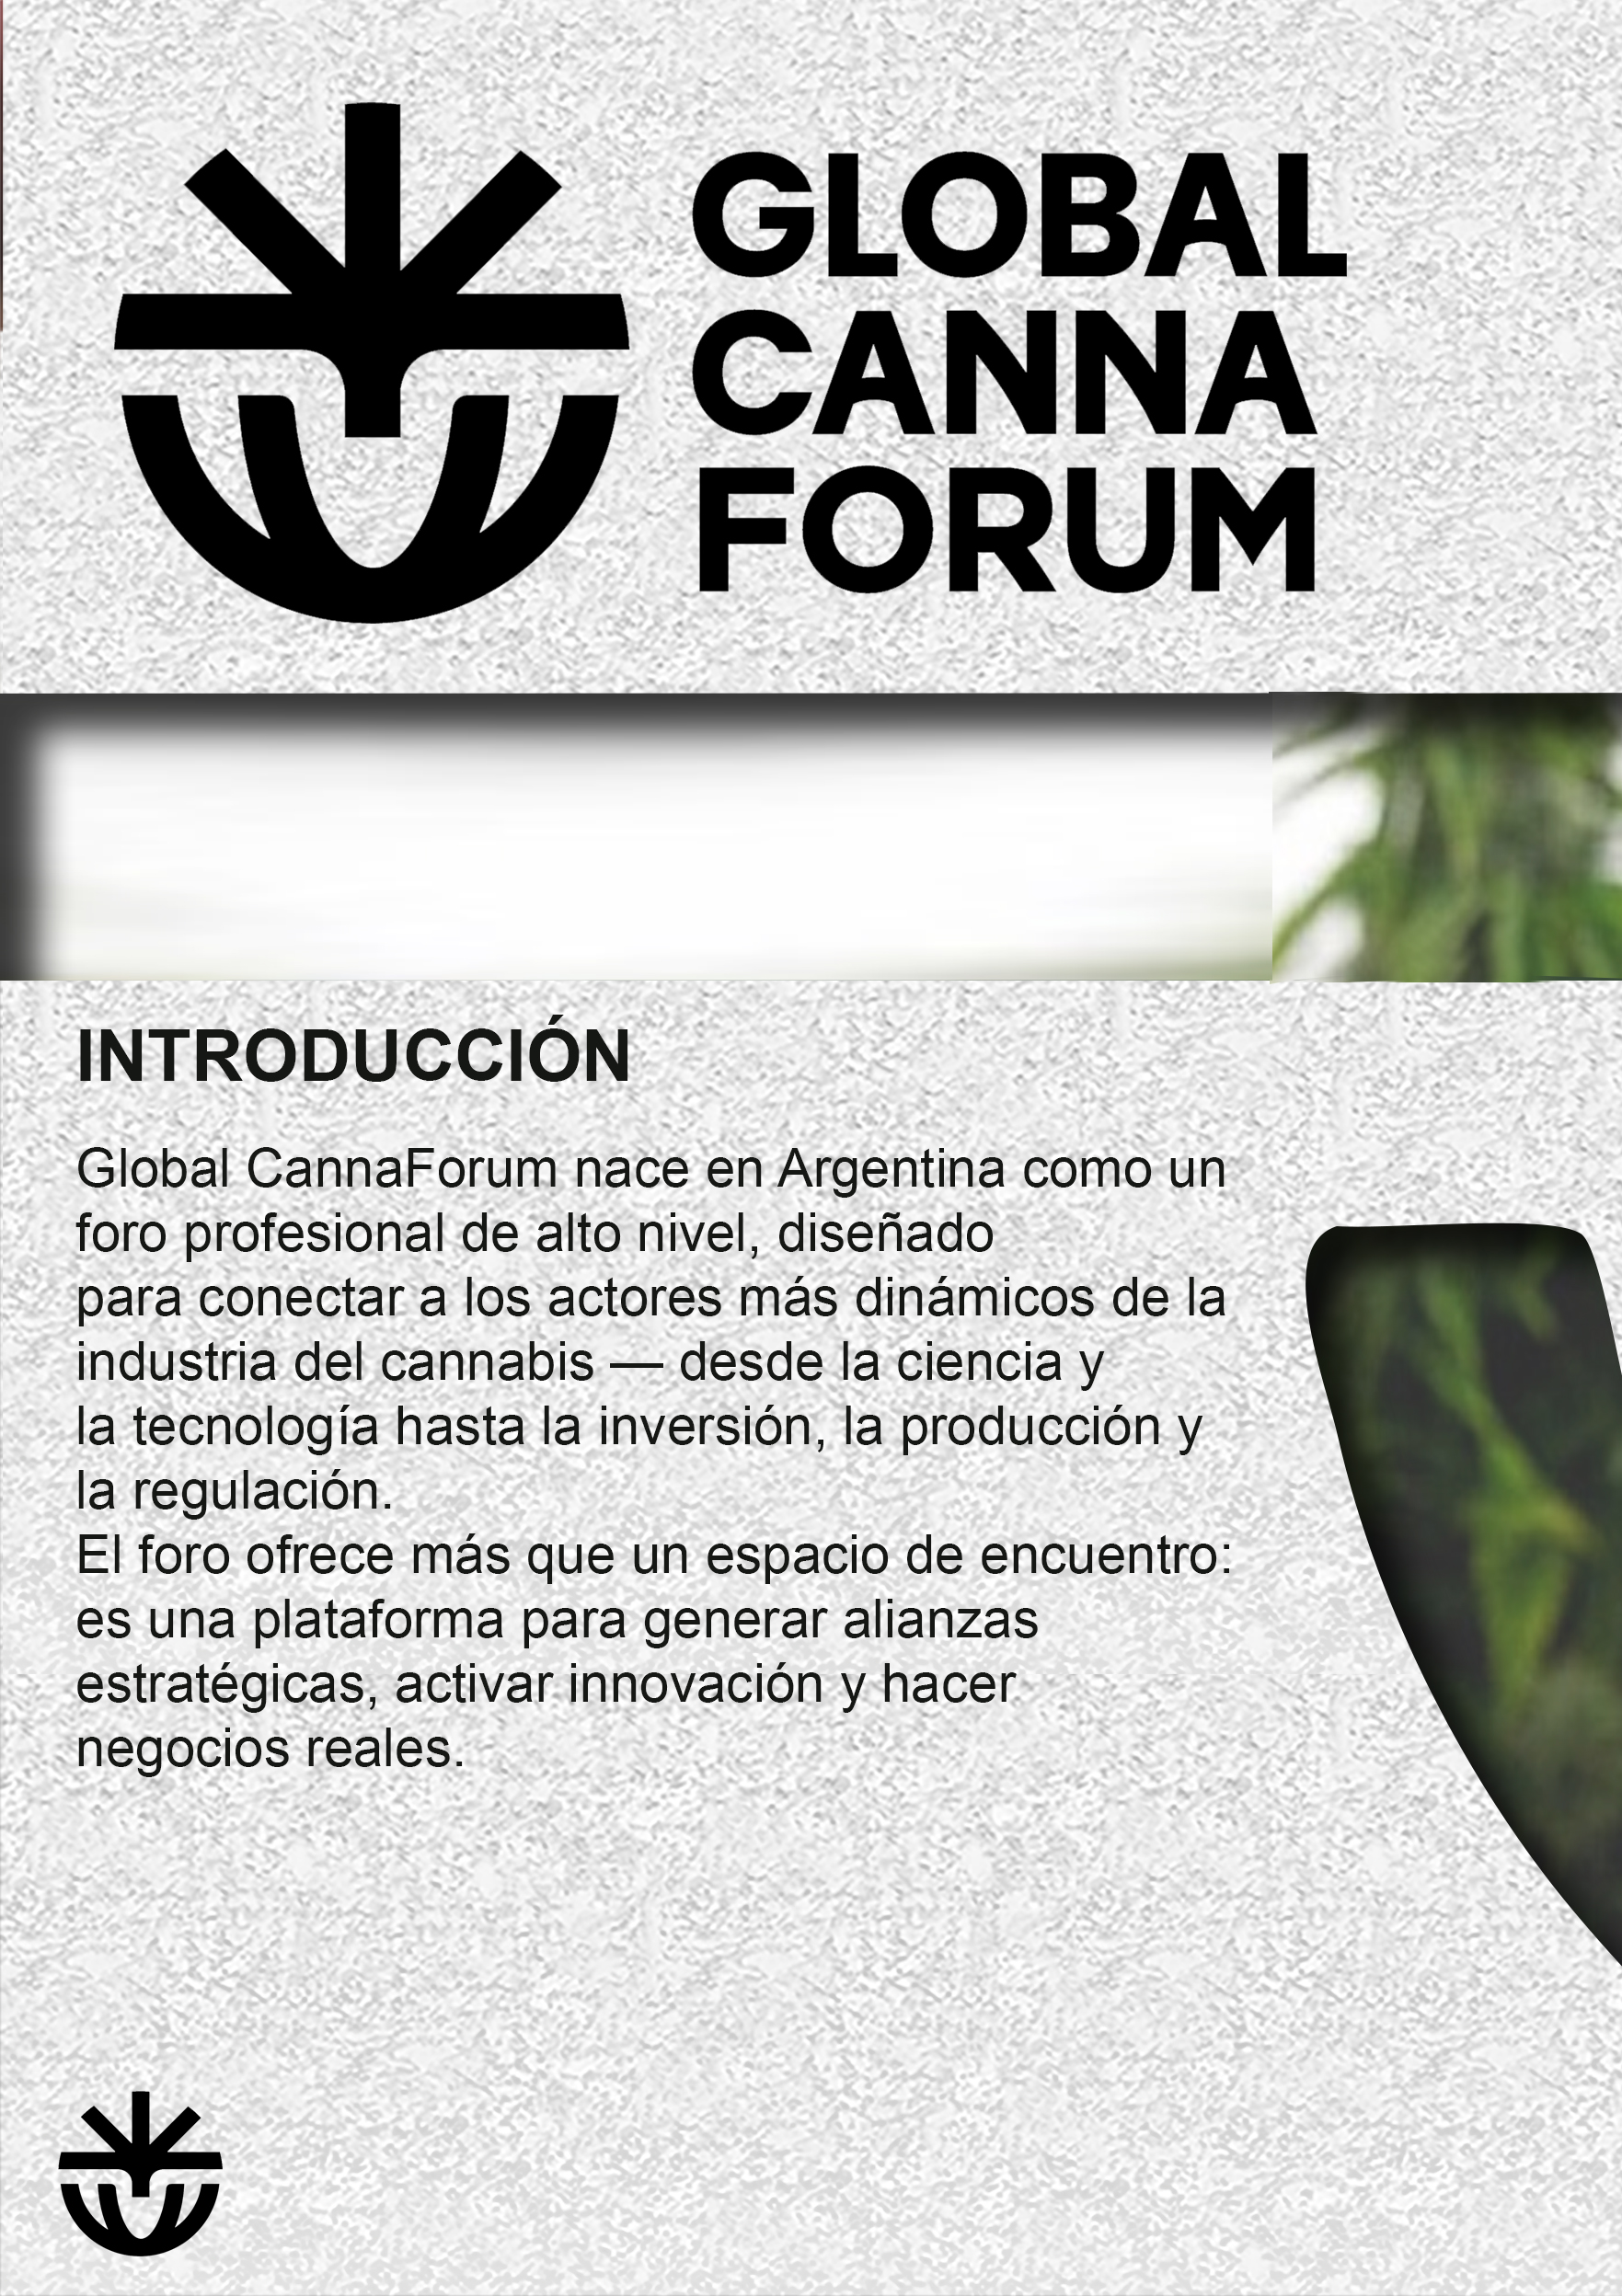 GLOBAL
CANNA
FORUM
INTRODUCCIÓN
Global CannaForum nace en Argentina como un
foro profesional de alto nivel, diseñado
para conectar a los actores más dinámicos de la
industria del cannabis — desde la ciencia y
la tecnología hasta la inversión, la producción y
la regulación.
El foro ofrece más que un espacio de encuentro:
es una plataforma para generar alianzas
estratégicas, activar innovación y hacer
negocios reales.